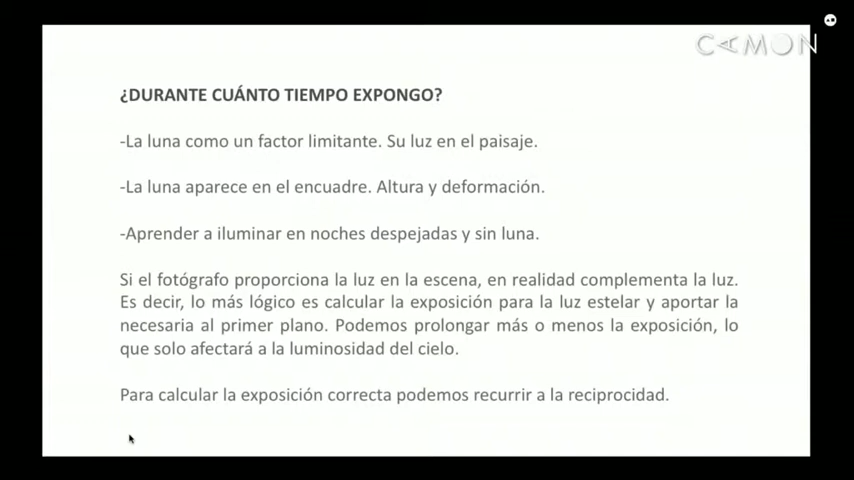 CAMON
¿DURANTE CUÁNTO TIEMPO EXPONGO?
-La luna como un factor limitante. Su luz en el paisaje.
-La luna aparece en el encuadre. Altura y deformación.
-Aprender a iluminar en noches despejadas y sin luna.
Si el fotógrafo proporciona la luz en la escena, en realidad complementa la luz.
Es decir, lo más lógico es calcular la exposición para la luz estelar y aportar la
necesaria al primer plano. Podemos prolongar más o menos la exposición, lo
que solo afectará a la luminosidad del cielo.
Para calcular la exposición correcta podemos recurrir a la reciprocidad.